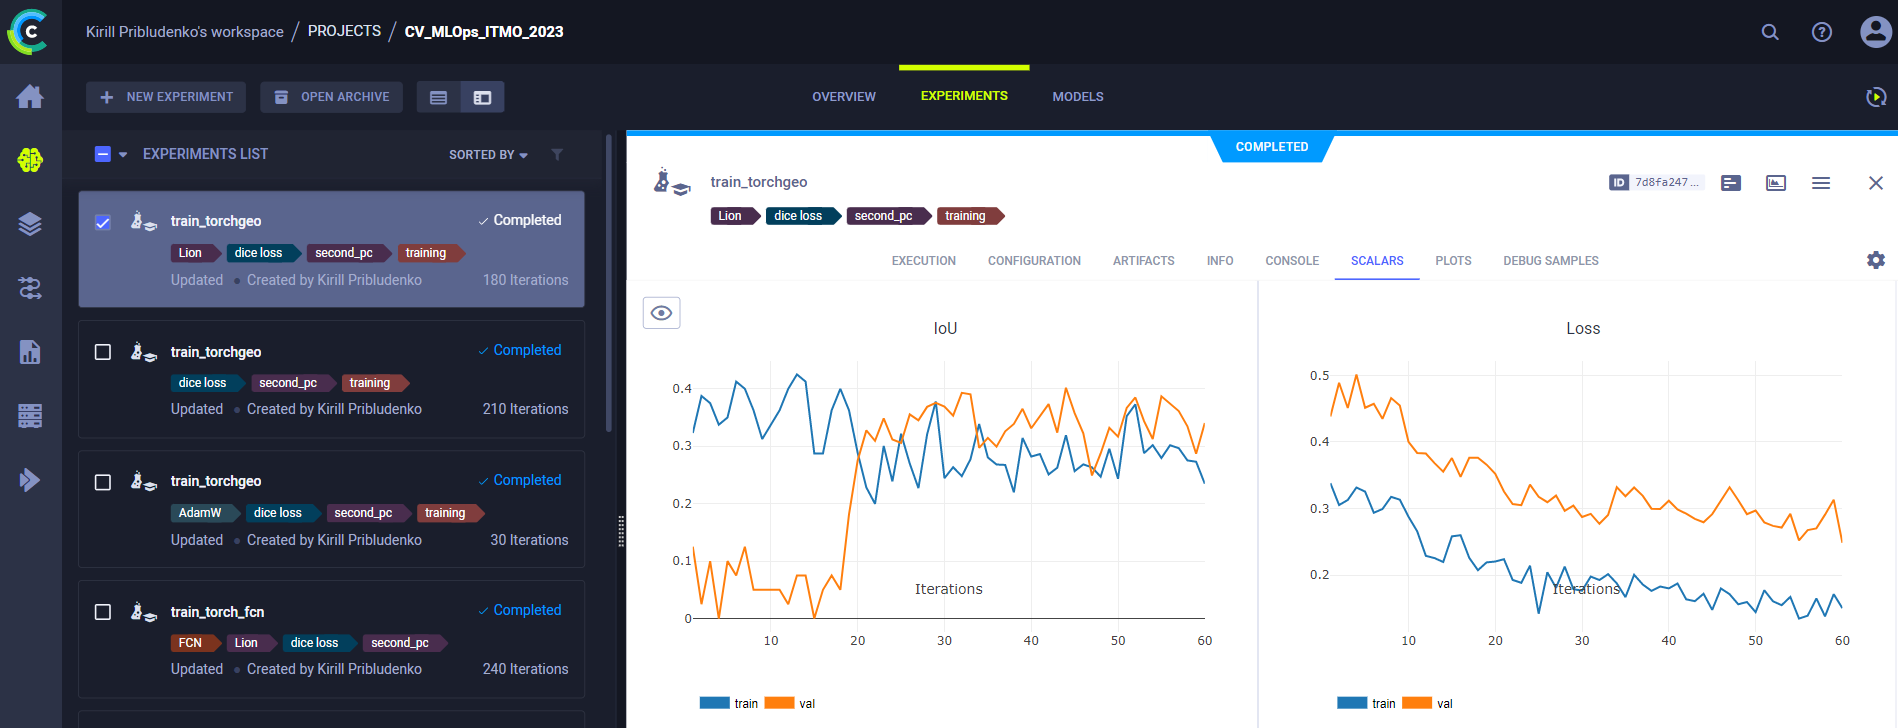 Kirill Pribludenko's workspace / PROJECTS / CV_MLOps_ITMO_2023
NEW EXPERIMENT
OPEN ARCHIVE
OVERVIEW
EXPERIMENTS
MODELS
EXPERIMENTS LIST
SORTED BY
train_torchgeo
Completed
Lion
dice loss
second_pc
training
Updated • Created by Kirill Pribludenko
180 Iterations
train_torchgeo
Completed
dice loss
second_pc
training
Updated • Created by Kirill Pribludenko
210 Iterations
train_torchgeo
Completed
AdamW
dice loss
second_pc
training
Updated • Created by Kirill Pribludenko
30 Iterations
train_torch_fcn
Completed
FCN
Lion
dice loss
second_pc
Updated • Created by Kirill Pribludenko
240 Iterations
COMPLETED
train_torchgeo
ID 7d8fa247 ...
Lion
dice loss
second_pc
training
EXECUTION
CONFIGURATION
ARTIFACTS
INFO
CONSOLE
SCALARS
PLOTS
DEBUG SAMPLES
IoU
0.4
0.3
0.2
0.1
0
Iterations
10 20 30 40 50 60
train val
Loss
0.5
0.4
0.3
0.2
Iterations
10 20 30 40 50 60
train val